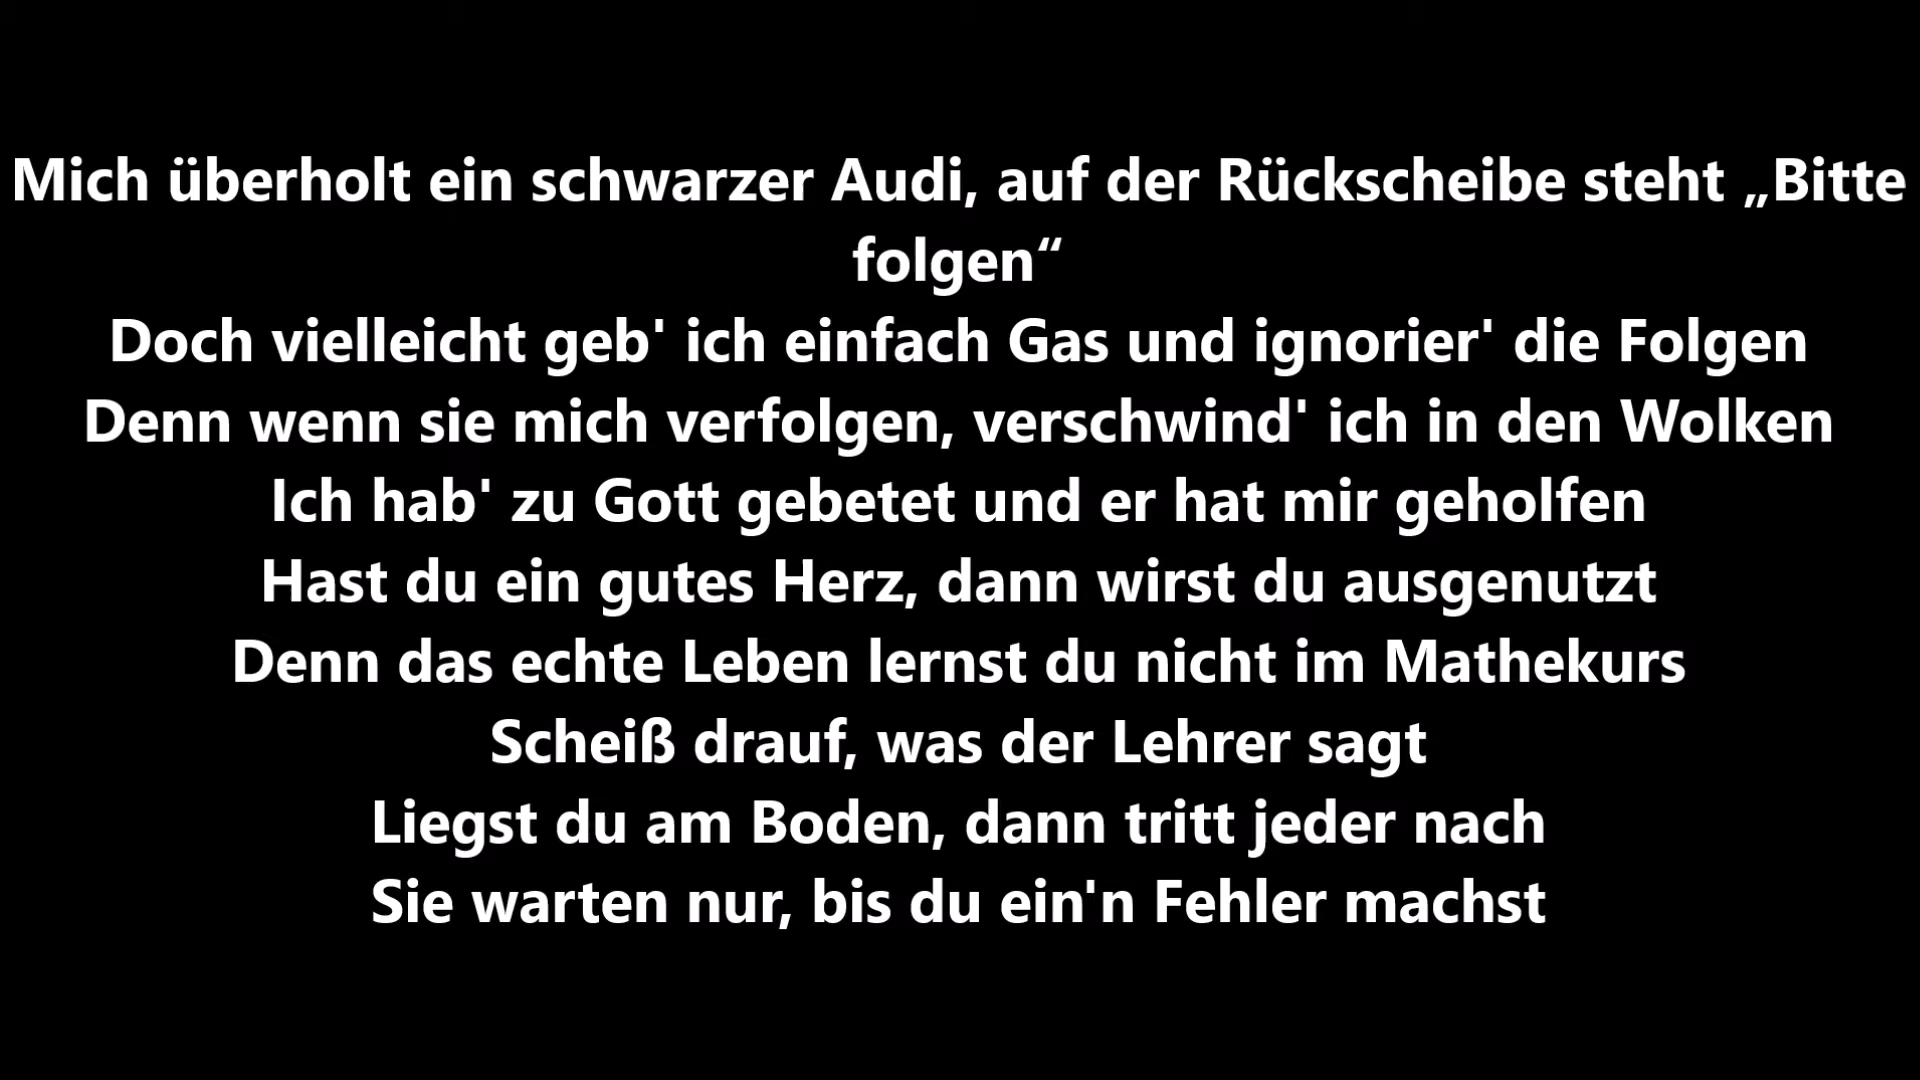 Mich überholt ein schwarzer Audi, auf der Rückscheibe steht „Bitte
folgen“
Doch vielleicht geb' ich einfach Gas und ignorier' die Folgen
Denn wenn sie mich verfolgen, verschwind' ich in den Wolken
Ich hab' zu Gott gebetet und er hat mir geholfen
Hast du ein gutes Herz, dann wirst du ausgenutzt
Denn das echte Leben lernst du nicht im Mathekurs
Scheiß drauf, was der Lehrer sagt
Liegst du am Boden, dann tritt jeder nach
Sie warten nur, bis du ein'n Fehler machst